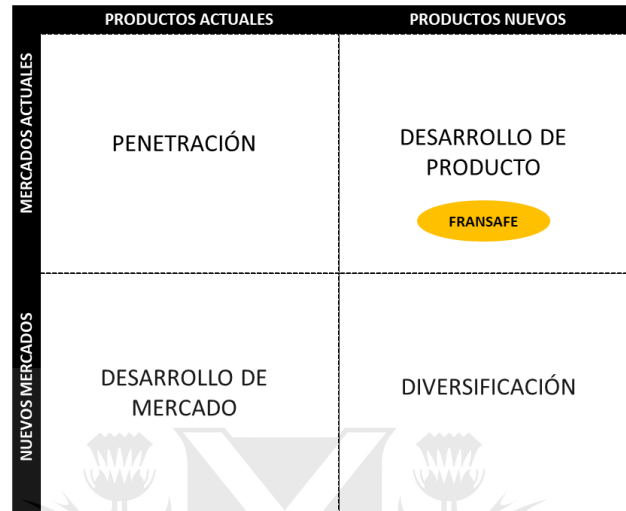 PRODUCTOS ACTUALES
PRODUCTOS NUEVOS
MERCADOS ACTUALES
PENETRACIÓN
DESARROLLO DE
PRODUCTO
FRANSAFE
NUEVOS MERCADOS
DESARROLLO DE
MERCADO
DIVERSIFICACIÓN